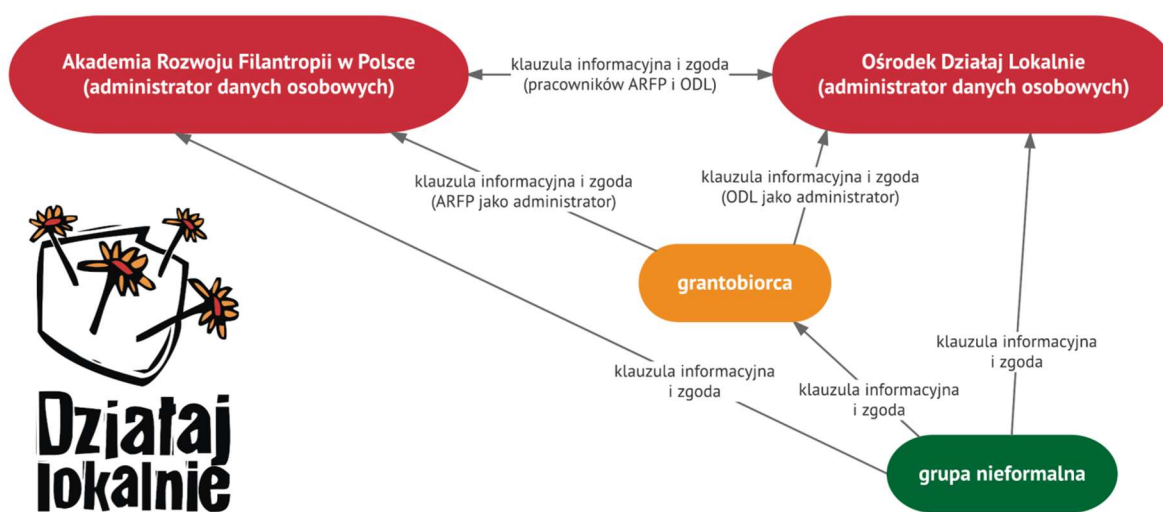 Akademia Rozwoju Filantropii w Polsce
(administrator danych osobowych)
klauzula informacyjna i zgoda
(pracowników ARFP i ODL)
Ośrodek Działaj Lokalnie
(administrator danych osobowych)
klauzula informacyjna i zgoda
(ARFP jako administrator)
klauzula informacyjna i zgoda
(ODL jako administrator)
grantobiorca
klauzula informacyjna
i zgoda
klauzula informacyjna
i zgoda
klauzula informacyjna
i zgoda
grupa nieformalna
Działaj
lokalnie